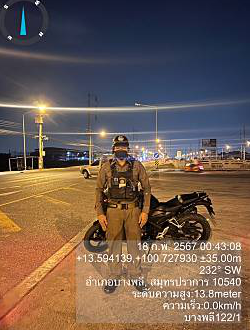 16 ก.พ. 2567 00:43:08
+13.594139,+100.727930 ±35.00m
232° SW
อำเภอบางพลี, สมุทรปราการ 10540
ระดับความสูง:13.8meter
ความเร็ว:0.0km/h
บางพลี122/1